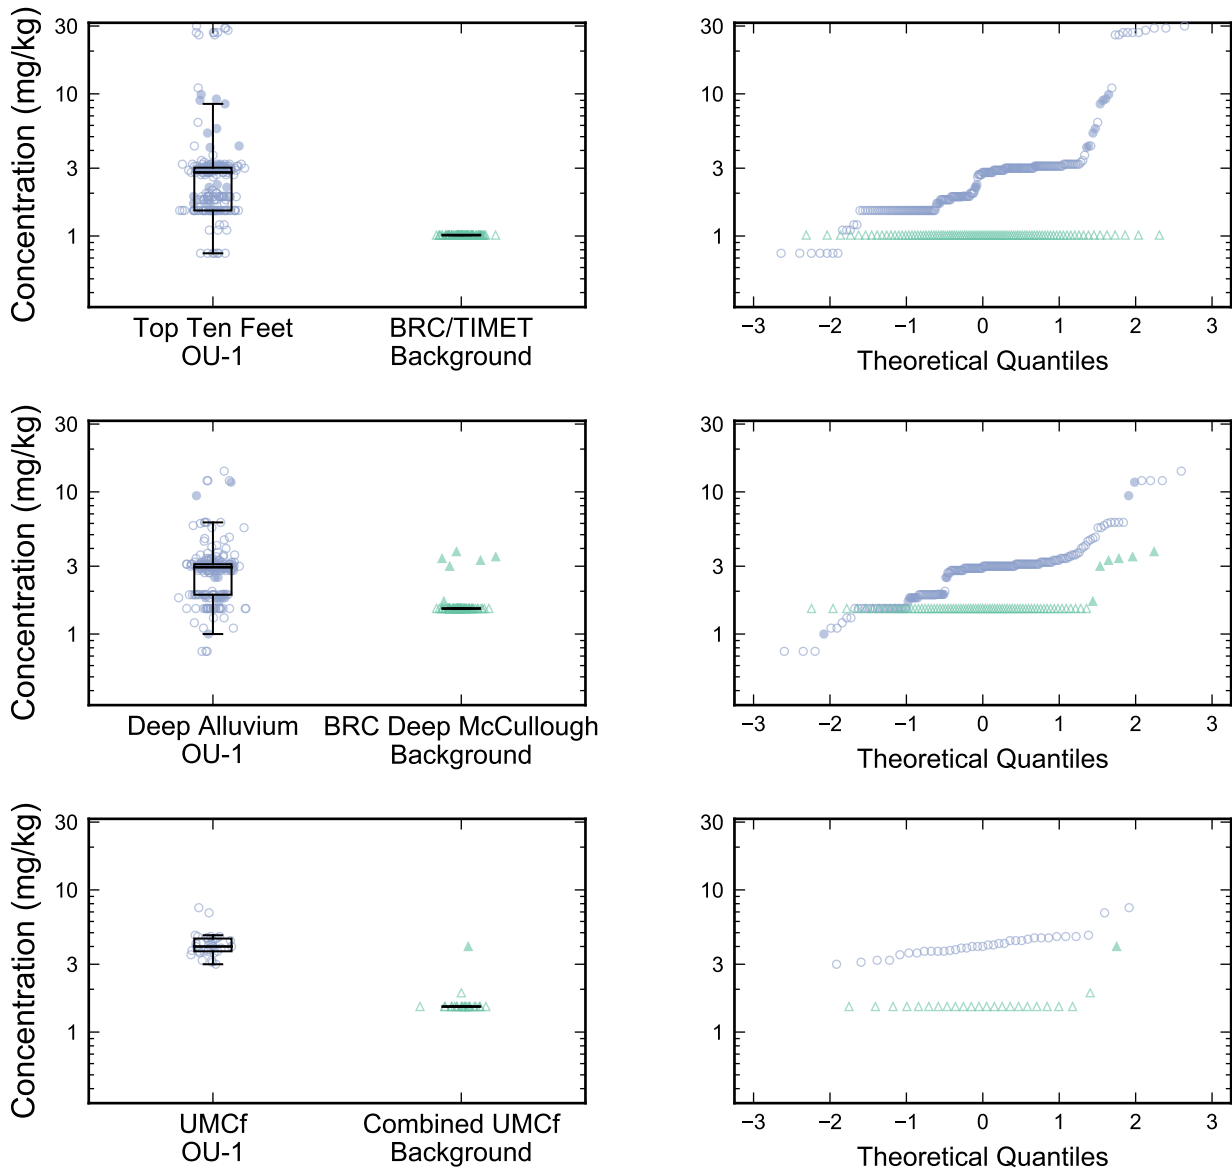 Concentration (mg/kg)
30
10
3
1
Top Ten Feet
OU-1
BRC/TIMET
Background
30
10
3
1
−3 −2 −1 0 1 2 3
Theoretical Quantiles
Concentration (mg/kg)
30
10
3
1
Deep Alluvium
OU-1
BRC Deep McCullough
Background
30
10
3
1
−3 −2 −1 0 1 2 3
Theoretical Quantiles
Concentration (mg/kg)
30
10
3
1
UMCf
OU-1
Combined UMCf
Background
30
10
3
1
−3 −2 −1 0 1 2 3
Theoretical Quantiles